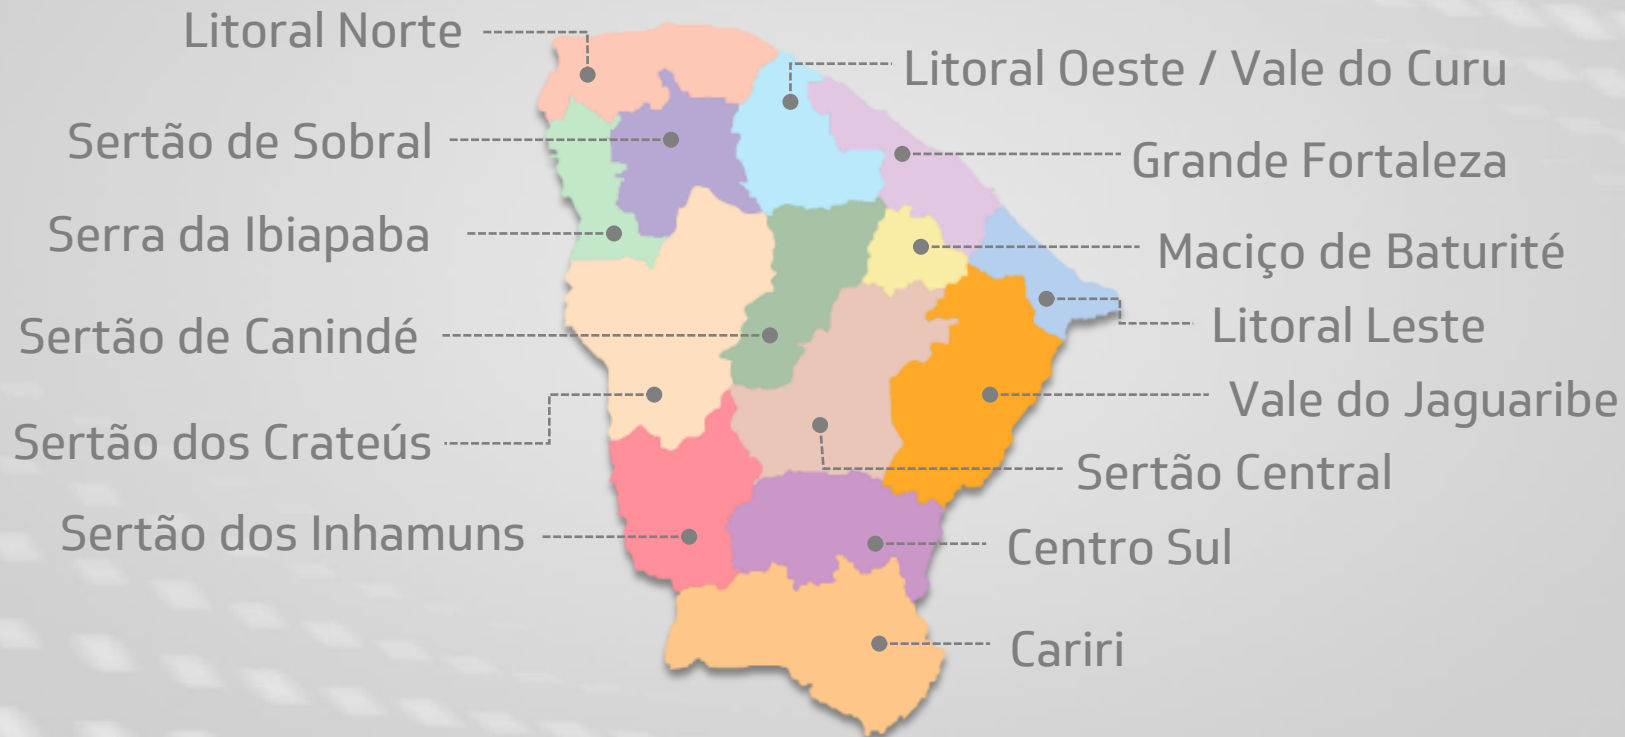 Litoral Norte
Litoral Oeste / Vale do Curu
Sertão de Sobral
Grande Fortaleza
Serra da Ibiapaba
Maciço de Baturité
Sertão de Canindé
Litoral Leste
Vale do Jaguaribe
Sertão dos Crateús
Sertão Central
Sertão dos Inhamuns
Centro Sul
Cariri